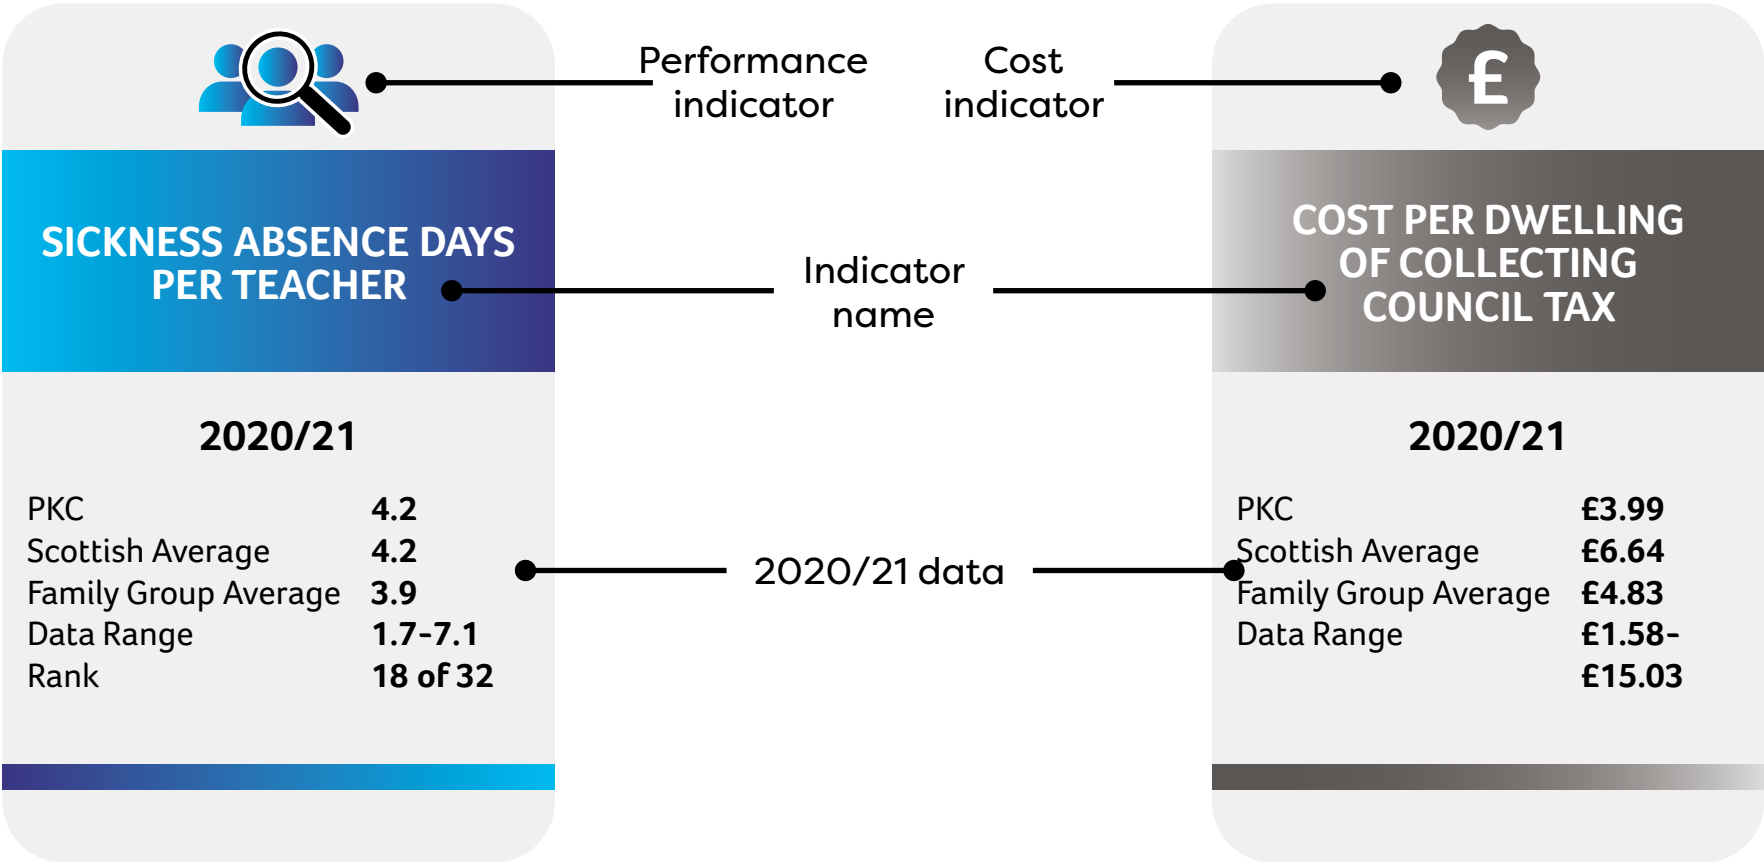 Performance
indicator
Cost
indicator
£
SICKNESS ABSENCE DAYS
PER TEACHER
Indicator
name
COST PER DWELLING
OF COLLECTING
COUNCIL TAX
2020/21
PKC 4.2
Scottish Average 4.2
Family Group Average 3.9
Data Range 1.7-7.1
Rank 18 of 32
2020/21 data
2020/21
PKC £3.99
Scottish Average £6.64
Family Group Average £4.83
Data Range £1.58-
£15.03